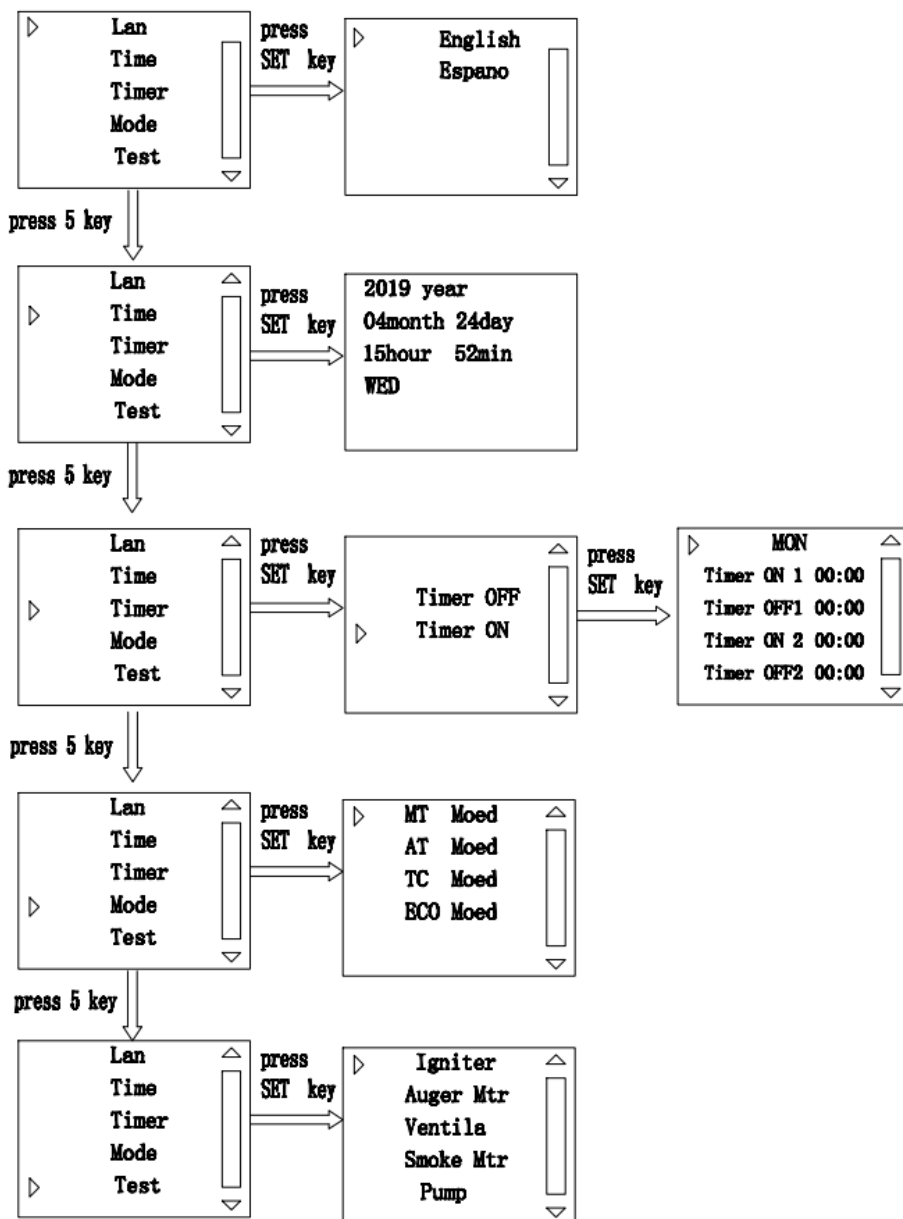 Lan
Time
Timer
Mode
Test
press
SET key
English
Espano
press 5 key
Lan
Time
Timer
Mode
Test
press
SET key
2019 year
04month 24day
15hour 52min
WED
press 5 key
Lan
Time
Timer
Mode
Test
press
SET key
Timer OFF
Timer ON
press
SET key
MON
Timer ON 1 00:00
Timer OFF1 00:00
Timer ON 2 00:00
Timer OFF2 00:00
press 5 key
Lan
Time
Timer
Mode
Test
press
SET key
MT Moed
AT Moed
TC Moed
ECO Moed
press 5 key
Lan
Time
Timer
Mode
Test
press
SET key
Igniter
Auger Mtr
Ventila
Smoke Mtr
Pump